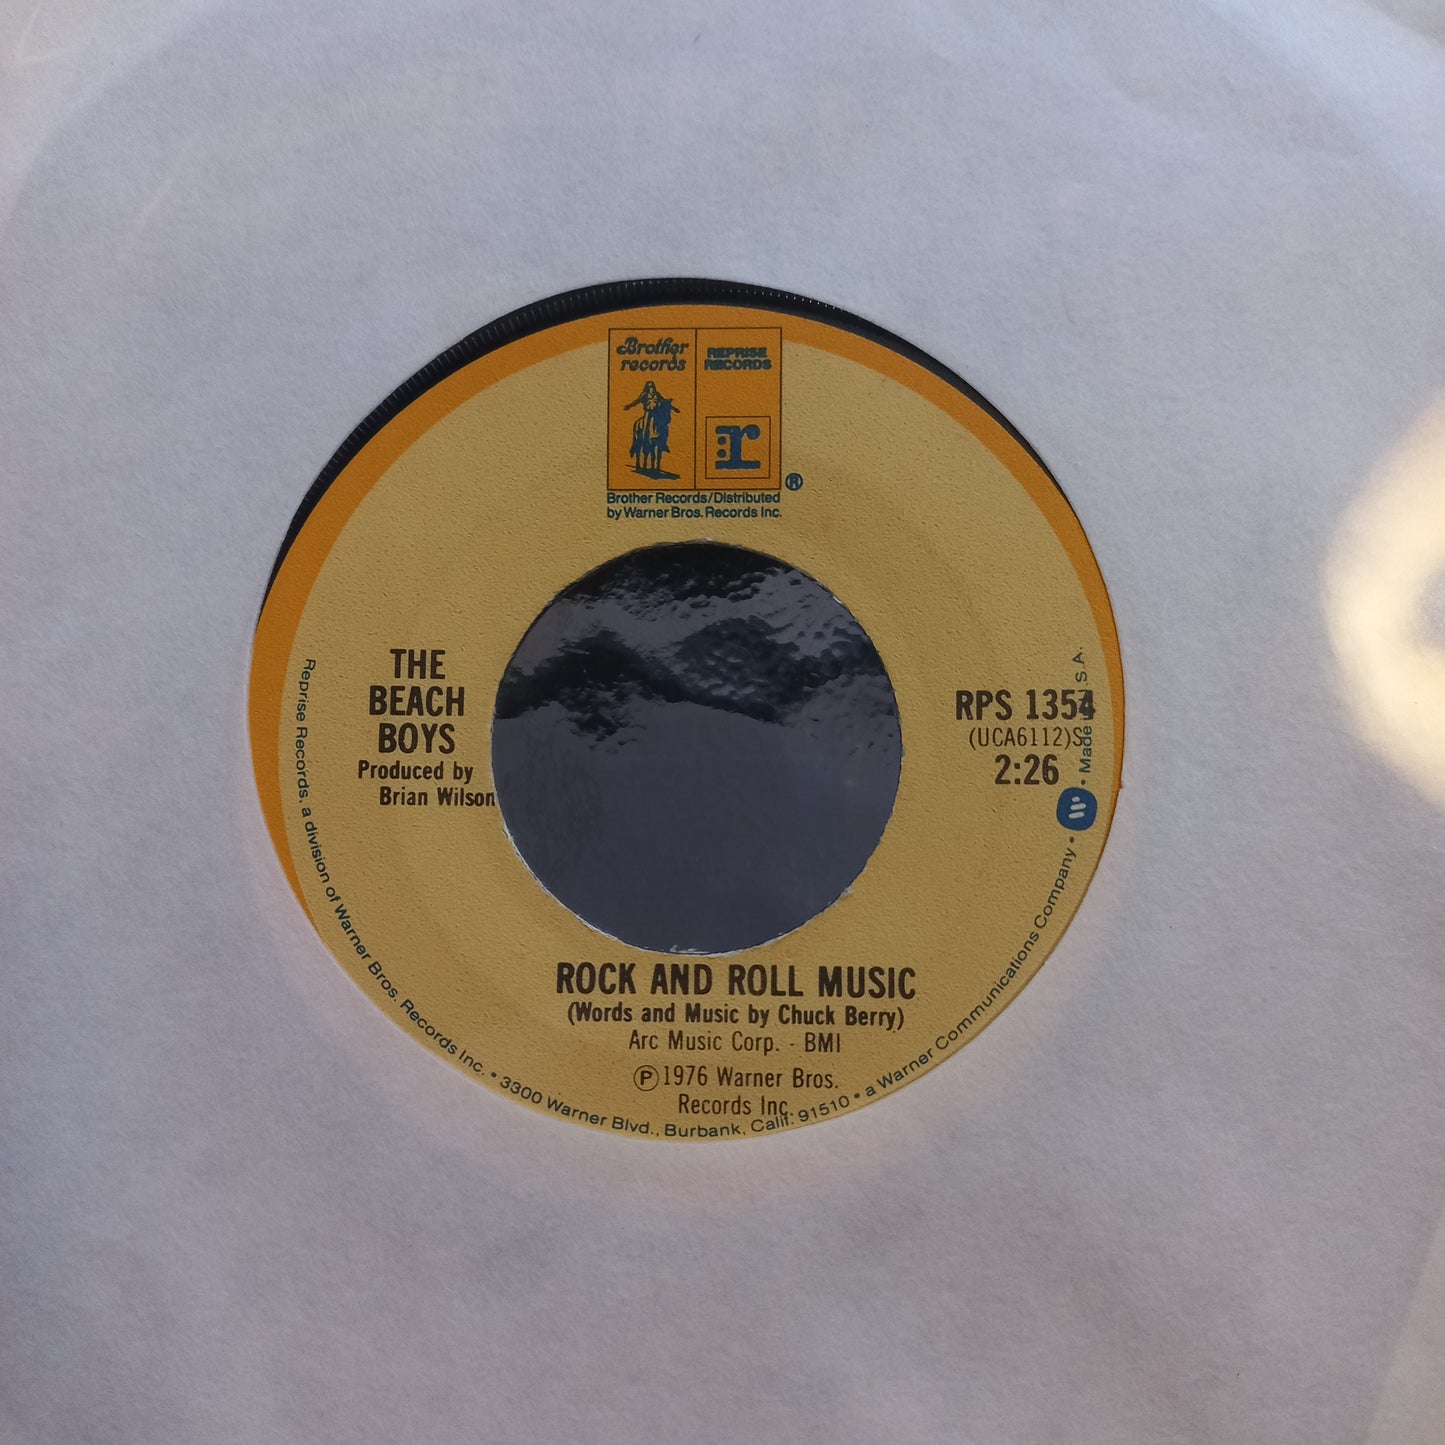 Brother
records
REPRISE
RECORDS
r:
®
Brother Records/Distributed
by Warner Bros. Records Inc.
THE
BEACH
BOYS
Produced by
Brian Wilson
RPS 1354
(UCA6112)S
2:26
ROCK AND ROLL MUSIC
(Words and Music by Chuck Berry)
Arc Music Corp. - BMI
Ⓟ1976 Warner Bros.
Records Inc.
Reprise Records, a division of Warner Bros. Records Inc. • 3300 Warner Blvd., Burbank, Calif. 91510 • a Warner Communications Company • Made in U.S.A.